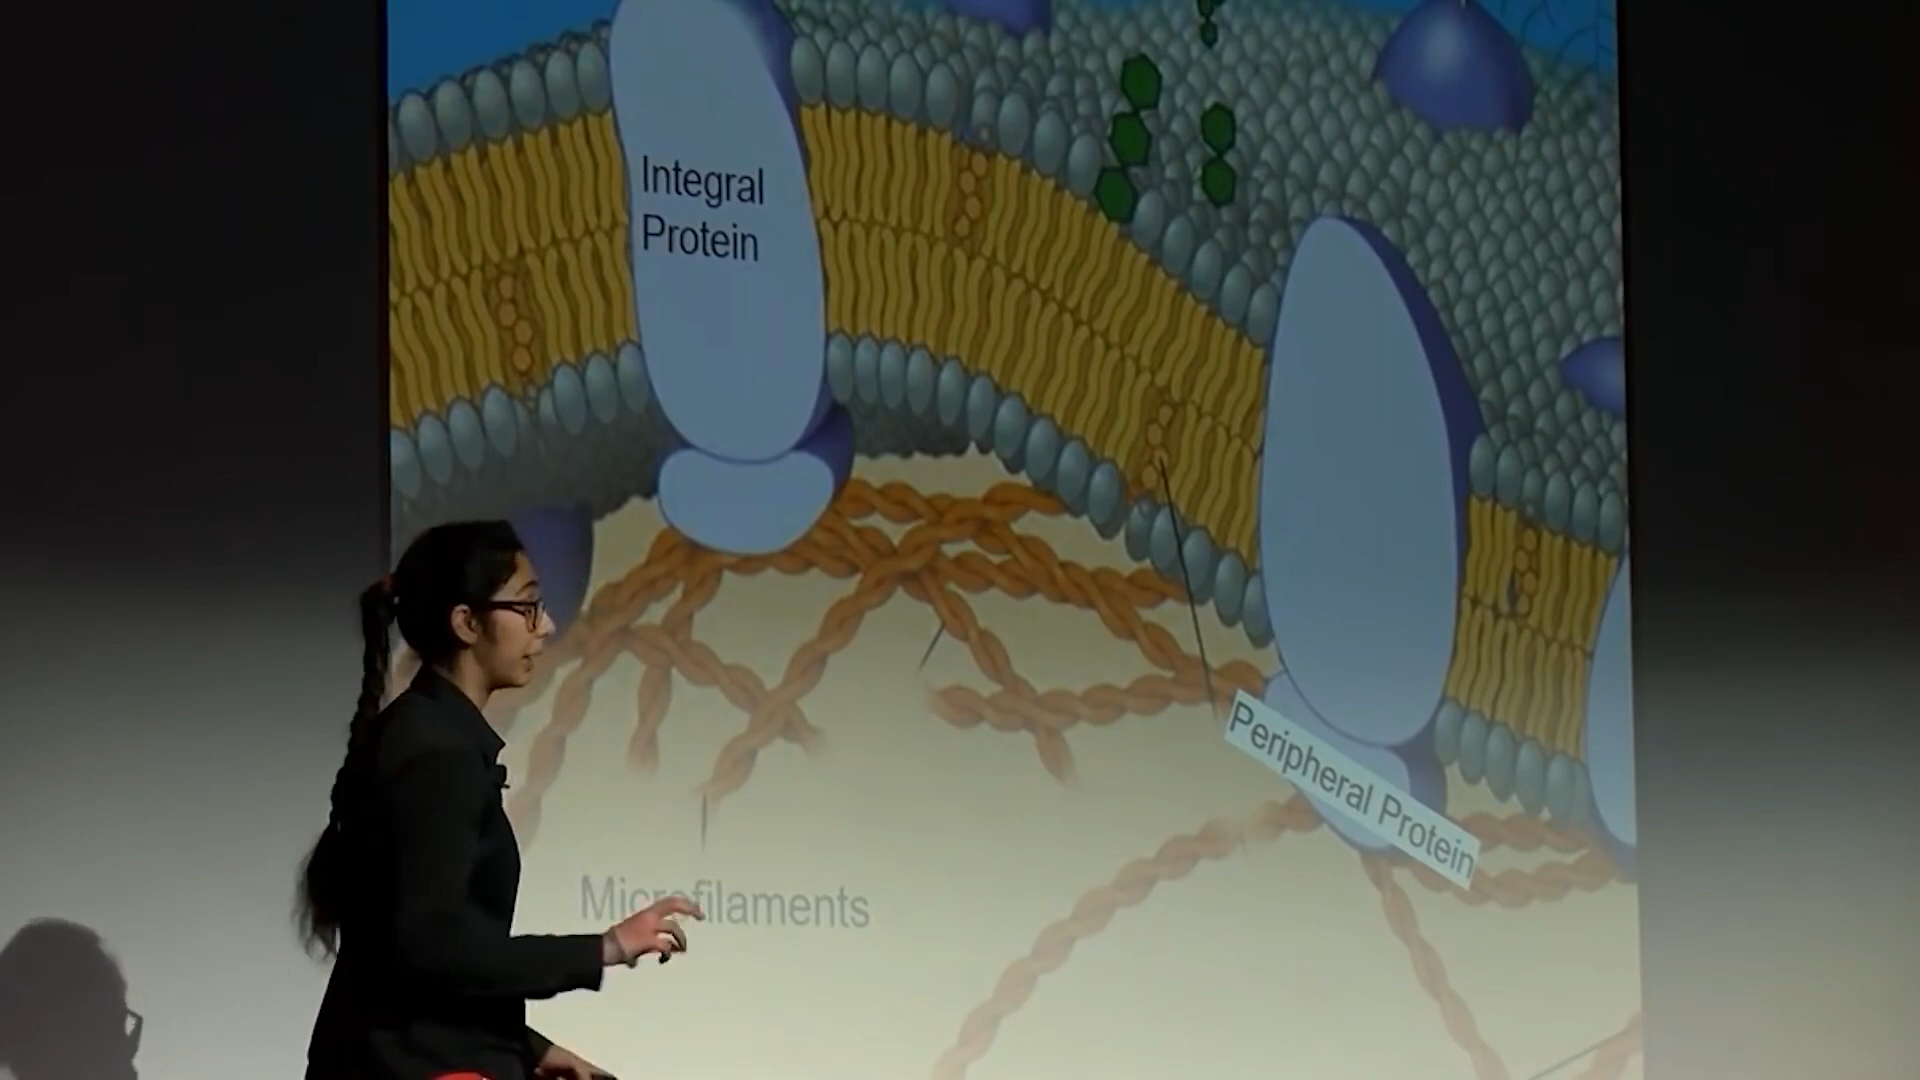 Integral
Protein
Peripheral Protein
Microfilaments